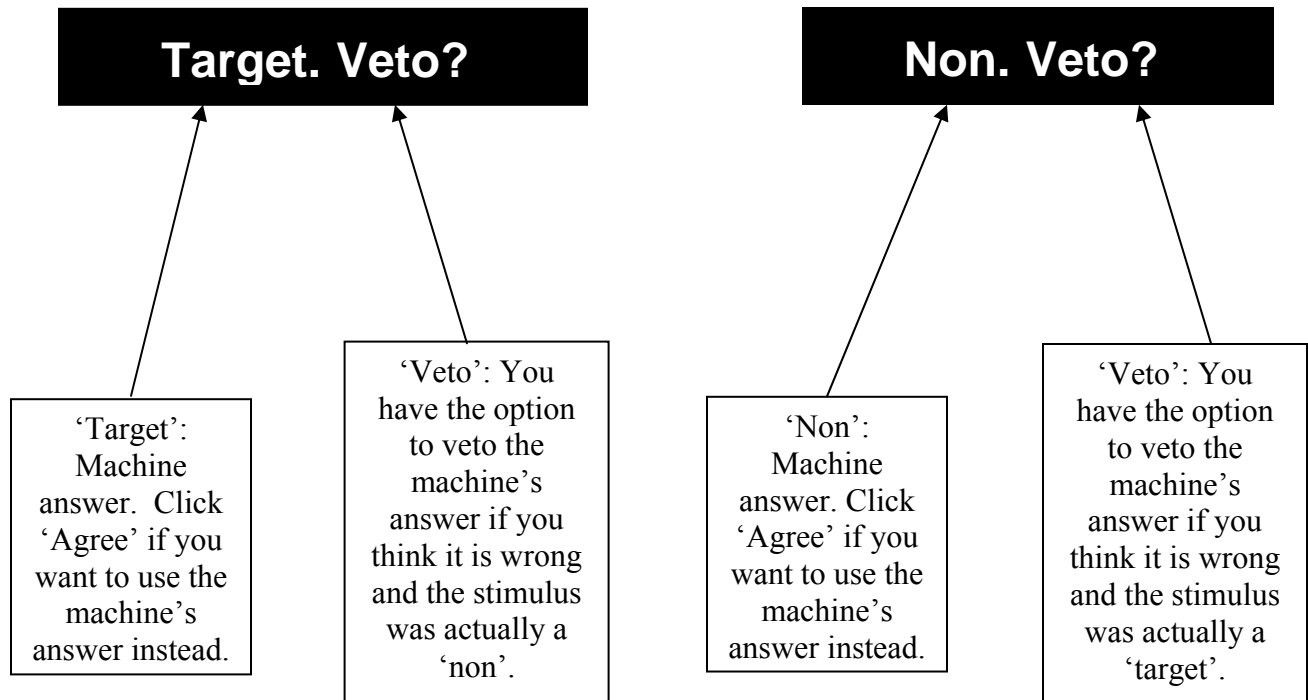 Target. Veto?
Non. Veto?
‘Target’:
Machine
answer.  Click
‘Agree’ if you
want to use the
machine’s
answer instead.
‘Veto’: You
have the option
to veto the
machine’s
answer if you
think it is wrong
and the stimulus
was actually a
‘non’.
‘Non’:
Machine
answer. Click
‘Agree’ if you
want to use the
machine’s
answer instead.
‘Veto’: You
have the option
to veto the
machine’s
answer if you
think it is wrong
and the stimulus
was actually a
‘target’.